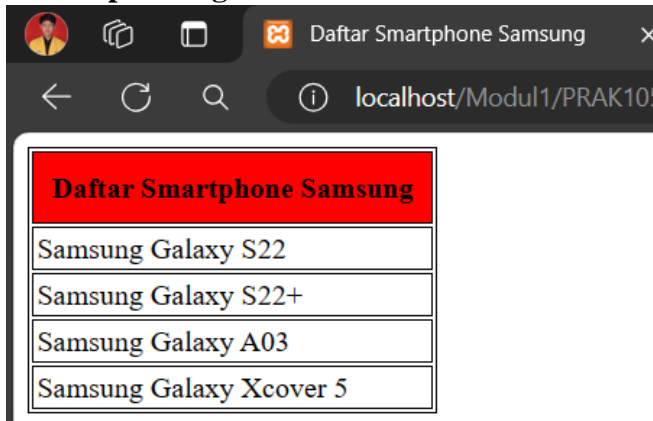 Daftar Smartphone Samsung
localhost/Modul1/PRAK105
Daftar Smartphone Samsung
Samsung Galaxy S22
Samsung Galaxy S22+
Samsung Galaxy A03
Samsung Galaxy Xcover 5